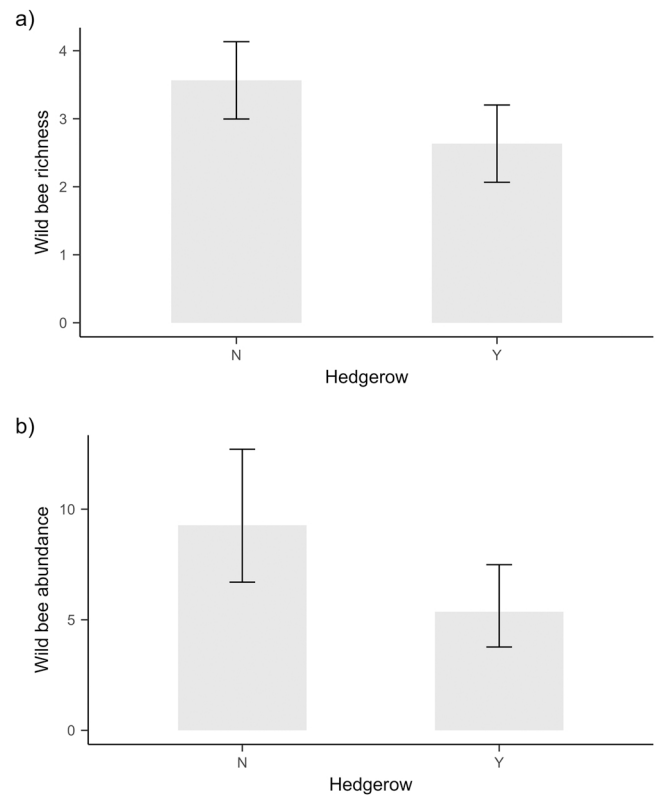 a)
4
3
2
1
0
Wild bee richness
N Y
Hedgerow
b)
10
5
0
Wild bee abundance
N Y
Hedgerow